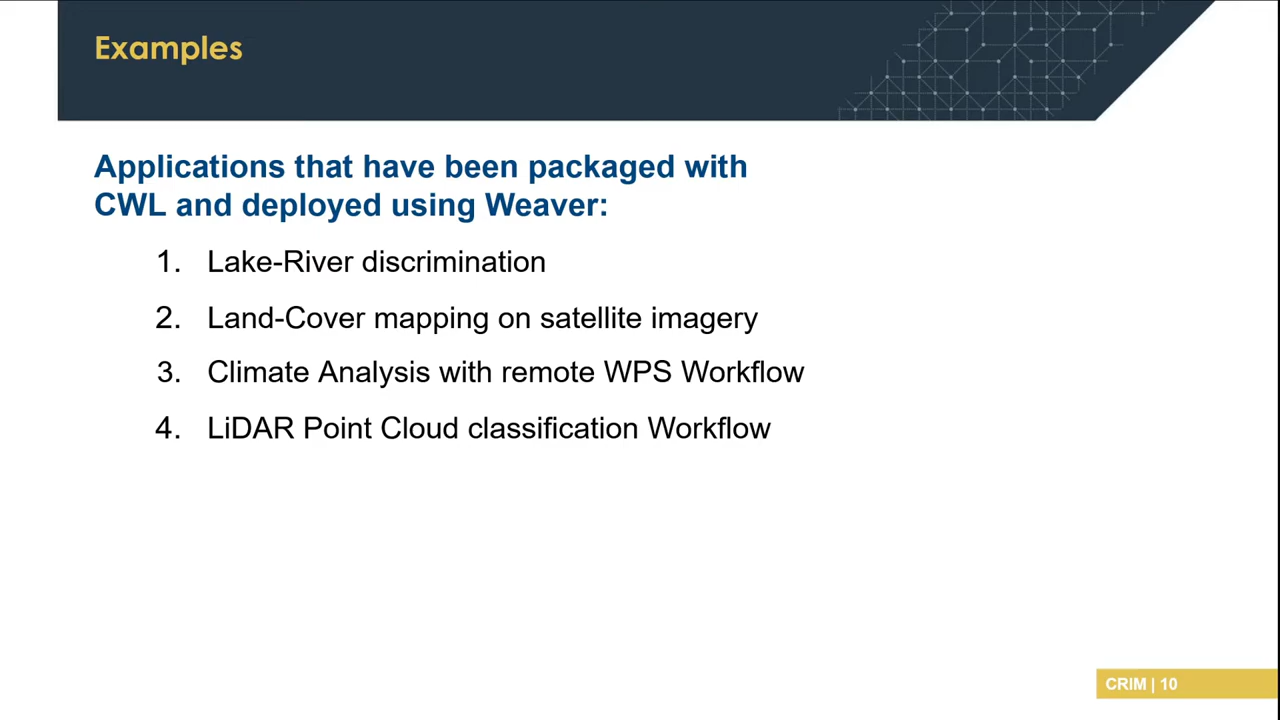 Examples
Applications that have been packaged with
CWL and deployed using Weaver:
1. Lake-River discrimination
2. Land-Cover mapping on satellite imagery
3. Climate Analysis with remote WPS Workflow
4. LiDAR Point Cloud classification Workflow
CRIM | 10